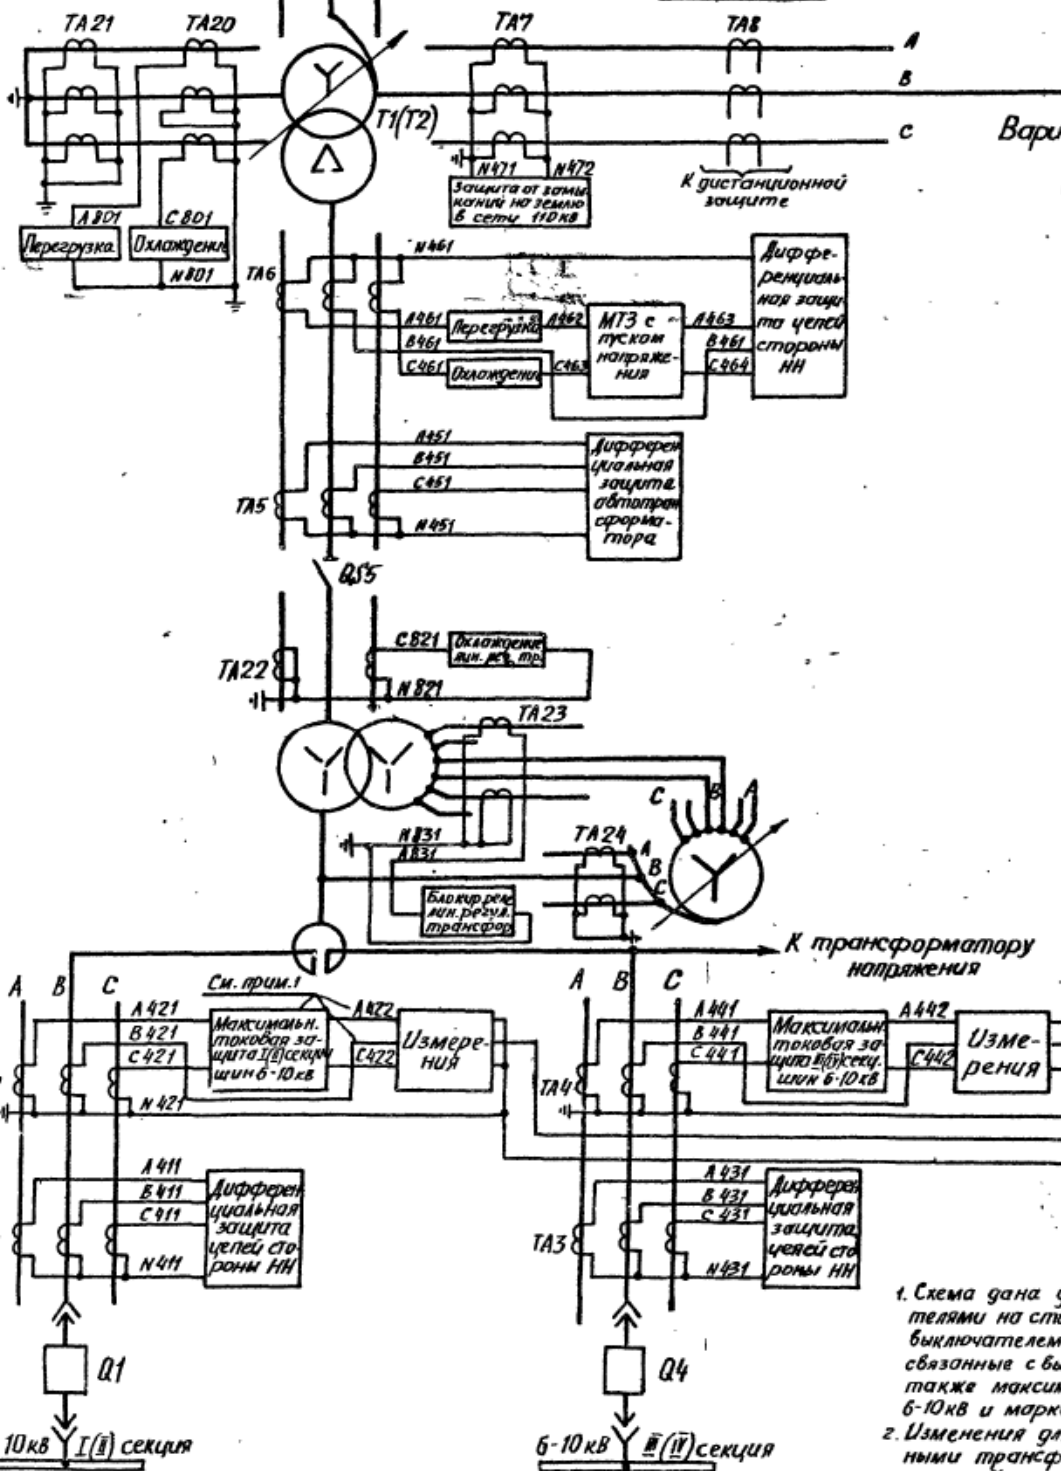 TA21
TA20
TA7
TA8
A
B
C
T1(T2)
Вари
N471
N472
Защита от замы-
каний на землю
в сети 110кВ
К дистанционной
защите
A801
C801
Перегрузка
Охлаждение
N801
TA6
N461
A461
Перегрузка
A462
МТЗ с
пуском
напряже-
ния
A463
B461
B461
C461
Охлаждение
C463
C464
Диффе-
ренциаль-
ная защи-
та цепей
стороны
НН
A451
B451
C451
N451
TA5
Дифферен
циальная
защита
автотран
сформа-
тора
QS5
TA22
C821
Охлаждение
лин. рег. тр.
N821
TA23
C
B
A
N831
A831
TA24
A
B
C
Блокир. реле
лин. регул.
трансфор.
К трансформатору
напряжения
A
B
C
См. прим.1
A421
B421
C421
N421
Максимальн.
токовая за-
щита I(II) секции
шин 6-10кВ
A422
C422
Измере-
ния
A
B
C
A441
B441
C441
Максимальн.
токовая за-
щита III(IV) секц.
шин 6-10кВ
A442
C442
Изме-
рения
TA4
A411
B411
C411
N411
Дифферен
циальная
защита
цепей сто
роны НН
TA3
A431
B431
C431
N431
Дифферен
циальная
защита
цепей сто
роны НН
Q1
Q4
10кВ I(II) секция
6-10кВ III(IV) секция
1. Схема дана
телями на ст
выключателем
связанные с вы
также максим
6-10кВ и марк
2. Изменения дл
ными трансф